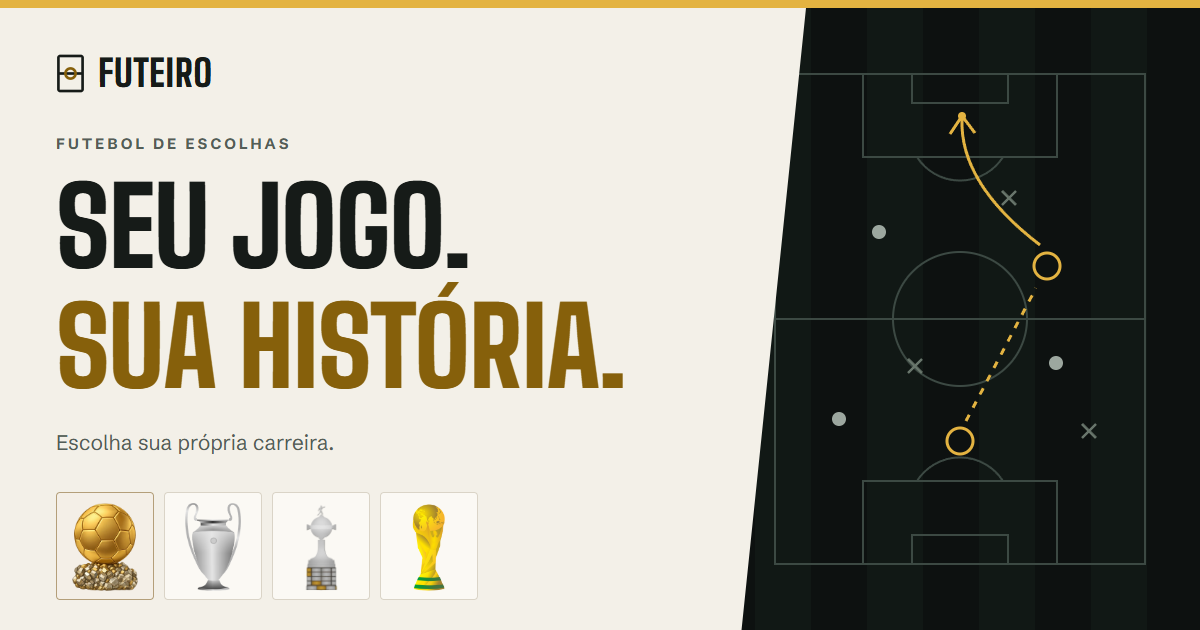 FUTEIRO
FUTEBOL DE ESCOLHAS
SEU JOGO.
SUA HISTÓRIA.
Escolha sua própria carreira.